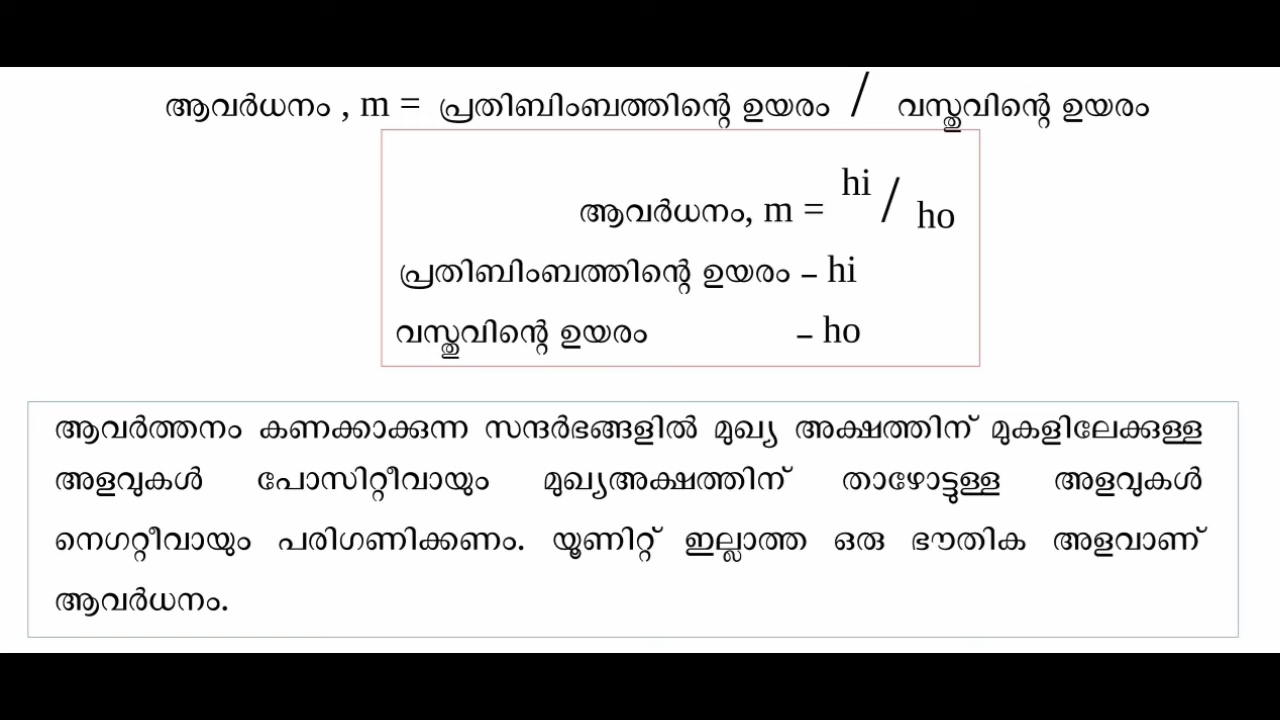 ആവർധനം , m = പ്രതിബിംബത്തിന്റെ ഉയരം / വസ്തുവിന്റെ ഉയരം
ആവർധനം, m = hi / ho
പ്രതിബിംബത്തിന്റെ ഉയരം – hi
വസ്തുവിന്റെ ഉയരം – ho
ആവർത്തനം കണക്കാക്കുന്ന സന്ദർഭങ്ങളിൽ മുഖ്യ അക്ഷത്തിന് മുകളിലേക്കുള്ള
അളവുകൾ പോസിറ്റീവായും മുഖ്യഅക്ഷത്തിന് താഴോട്ടുള്ള അളവുകൾ
നെഗറ്റീവായും പരിഗണിക്കണം. യൂണിറ്റ് ഇല്ലാത്ത ഒരു ഭൗതിക അളവാണ്
ആവർധനം.